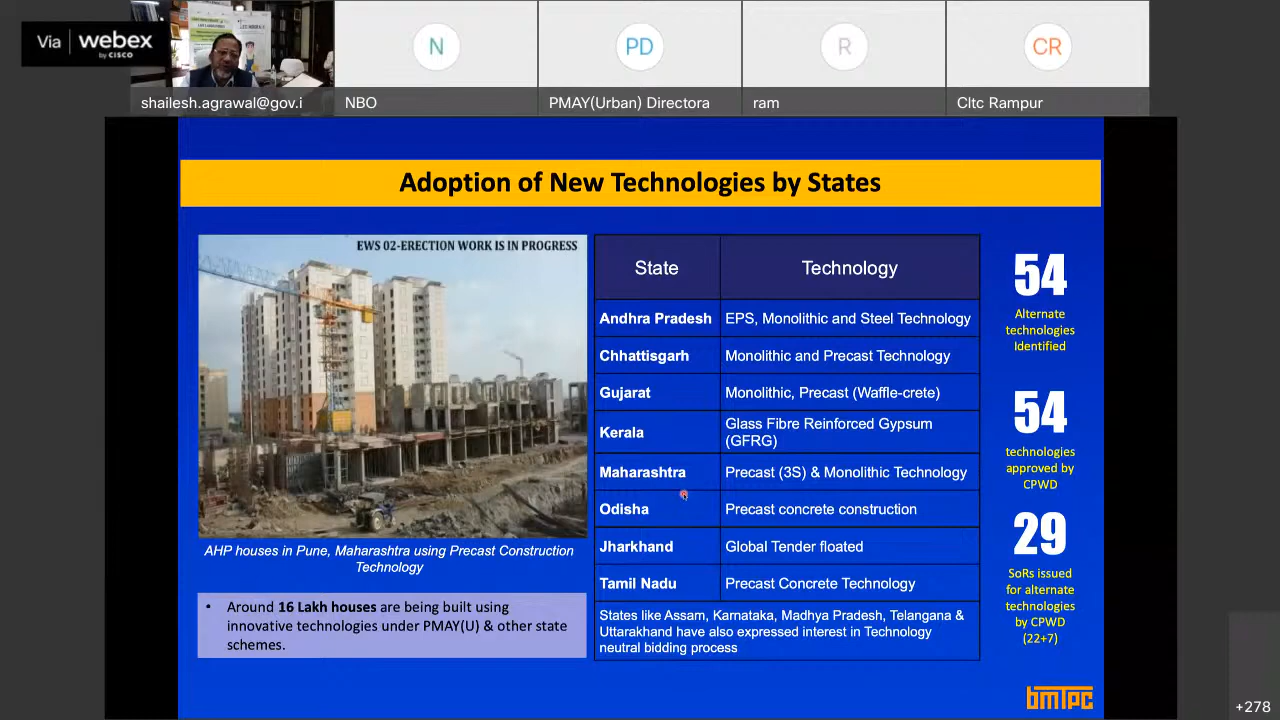 Via webex
by CISCO
shailesh.agrawal@gov.i
N
NBO
PD
PMAY(Urban) Directora
R
ram
CR
Cltc Rampur
Adoption of New Technologies by States
EWS 02-ERECTION WORK IS IN PROGRESS
AHP houses in Pune, Maharashtra using Precast Construction
Technology
• Around 16 Lakh houses are being built using
innovative technologies under PMAY(U) & other state
schemes.
State Technology
Andhra Pradesh EPS, Monolithic and Steel Technology
Chhattisgarh Monolithic and Precast Technology
Gujarat Monolithic, Precast (Waffle-crete)
Kerala Glass Fibre Reinforced Gypsum
(GFRG)
Maharashtra Precast (3S) & Monolithic Technology
Odisha Precast concrete construction
Jharkhand Global Tender floated
Tamil Nadu Precast Concrete Technology
States like Assam, Karnataka, Madhya Pradesh, Telangana &
Uttarakhand have also expressed interest in Technology
neutral bidding process
54
Alternate
technologies
Identified
54
technologies
approved by
CPWD
29
SoRs issued
for alternate
technologies
by CPWD
(22+7)
bmTPC
+278